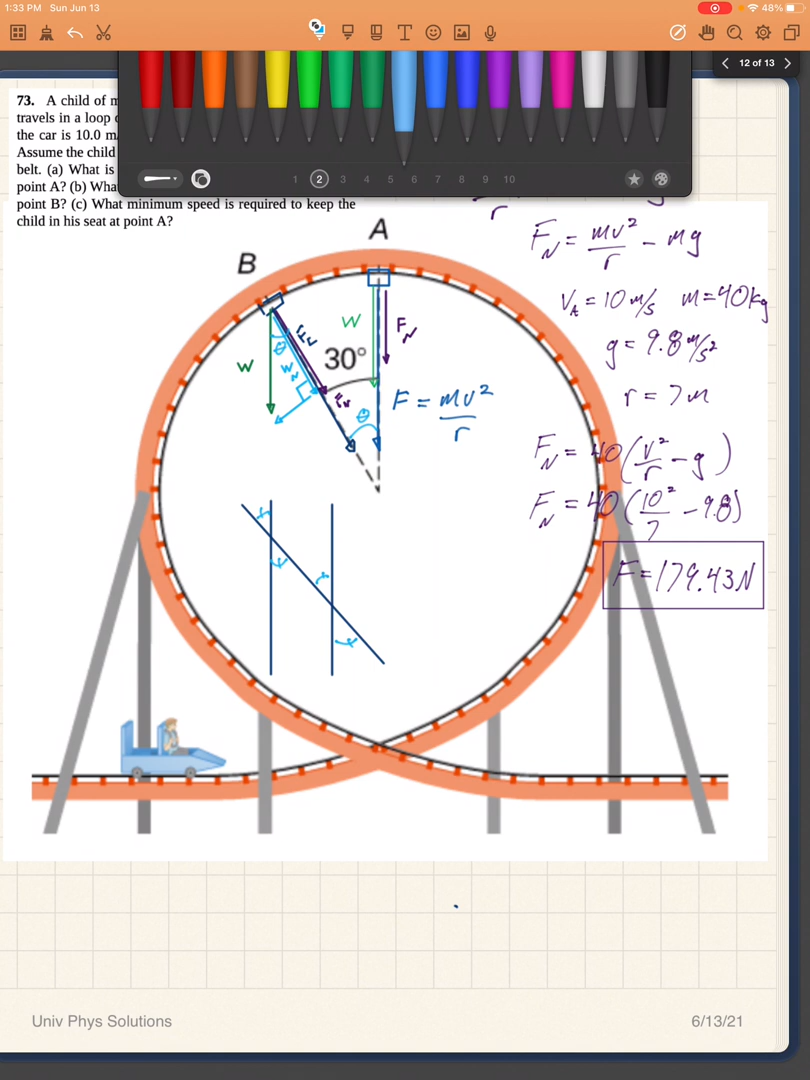 1:33 PM Sun Jun 13
48%
12 of 13
1 2 3 4 5 6 7 8 9 10
73. A child of m
travels in a loop
the car is 10.0 m
Assume the child
belt. (a) What is
point A? (b) Wha
point B? (c) What minimum speed is required to keep the
child in his seat at point A?
r
F_N = mv²/r - mg
V_A = 10 m/s m = 40kg
g = 9.8 m/s²
r = 7m
F_N = 40(v²/r - g)
F_N = 40(10²/7 - 9.8)
F = 179.43N
A
B
W
F_N
30°
W
θ
θ
F = mv²/r
Univ Phys Solutions
6/13/21